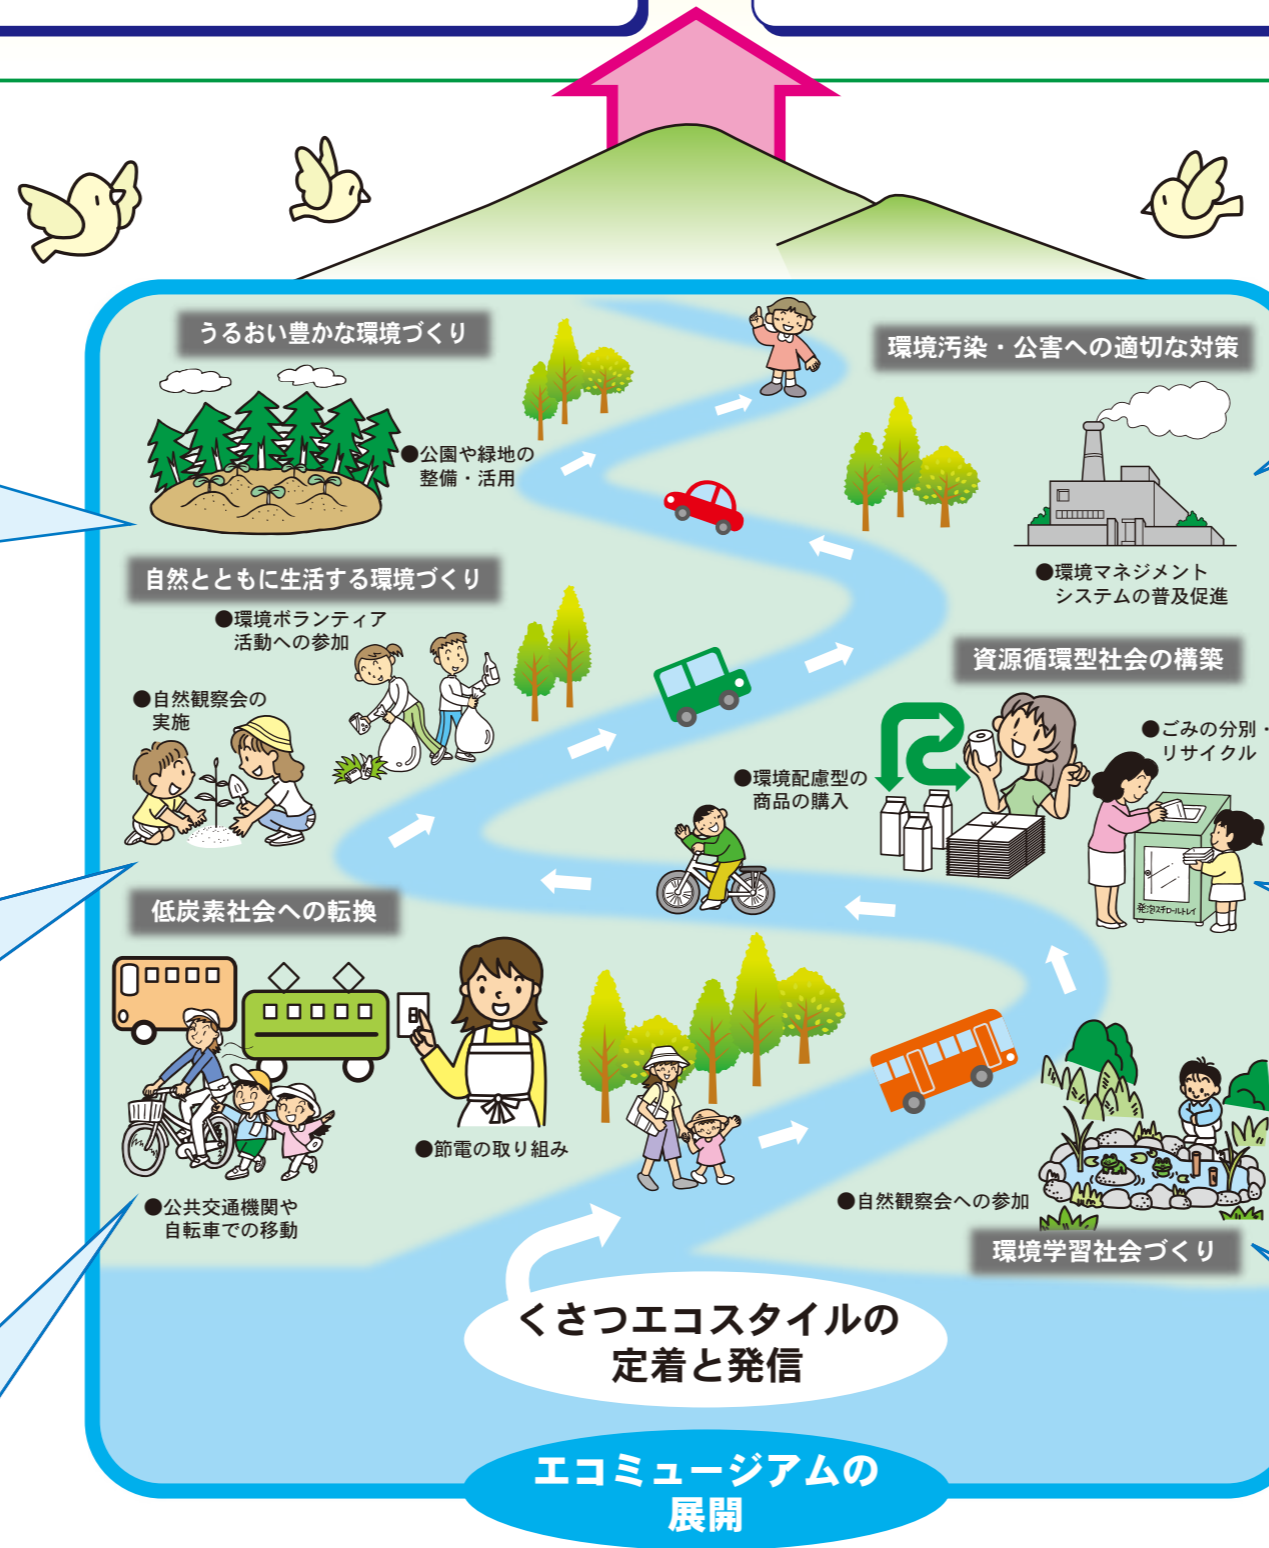 うるおい豊かな環境づくり
●公園や緑地の
整備・活用
自然とともに生活する環境づくり
●環境ボランティア
活動への参加
●自然観察会の
実施
低炭素社会への転換
●節電の取り組み
●公共交通機関や
自転車での移動
環境汚染・公害への適切な対策
●環境マネジメント
システムの普及促進
資源循環型社会の構築
●ごみの分別・
リサイクル
●環境配慮型の
商品の購入
発泡スチロールトレイ
●自然観察会への参加
環境学習社会づくり
くさつエコスタイルの
定着と発信
エコミュージアムの
展開